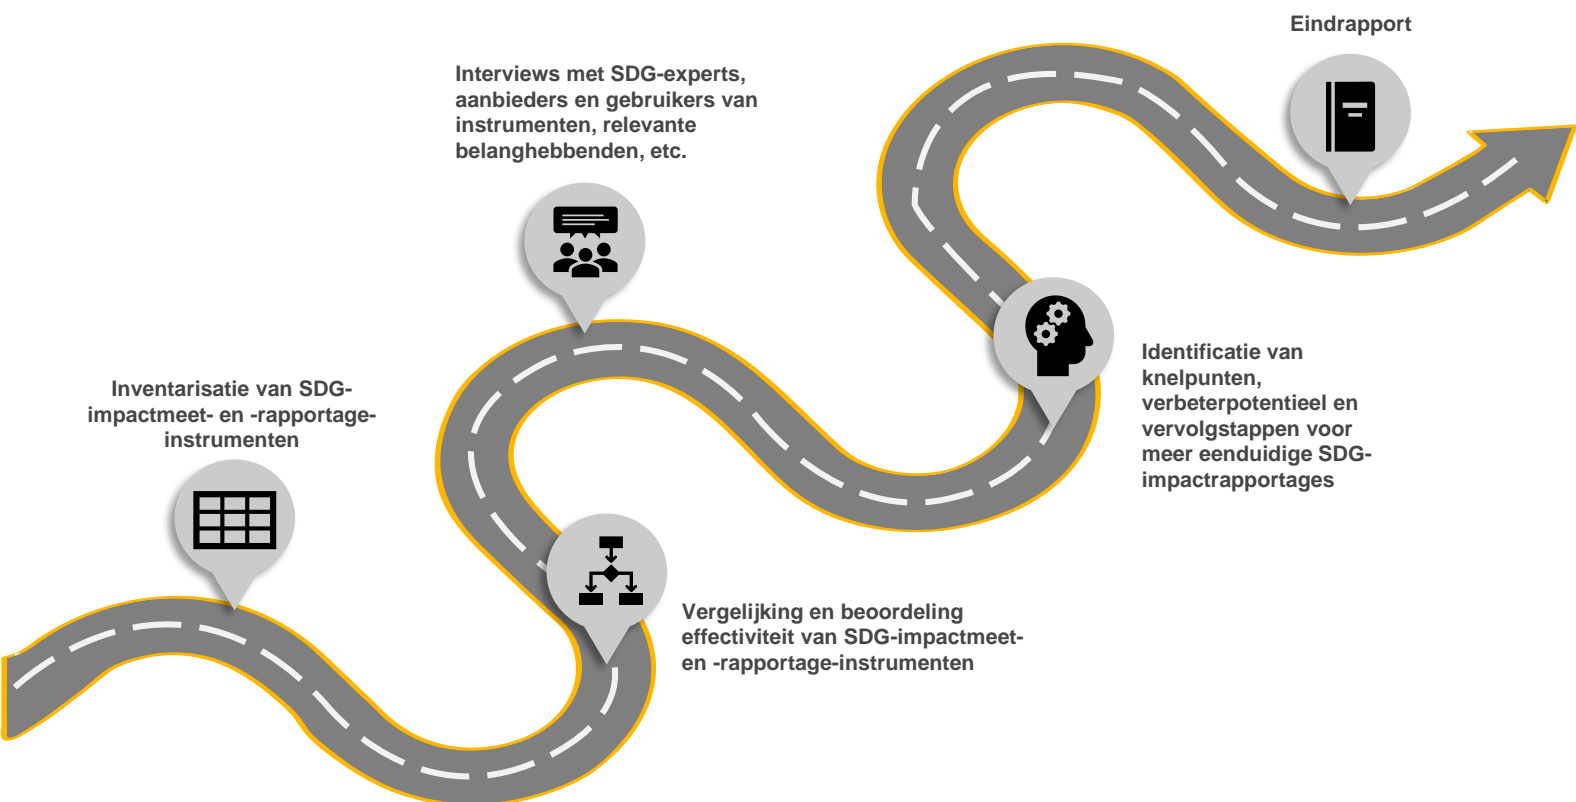 Inventarisatie van SDG-
impactmeet- en -rapportage-
instrumenten
Vergelijking en beoordeling
effectiviteit van SDG-impactmeet-
en -rapportage-instrumenten
Interviews met SDG-experts,
aanbieders en gebruikers van
instrumenten, relevante
belanghebbenden, etc.
Identificatie van
knelpunten,
verbeterpotentieel en
vervolgstappen voor
meer eenduidige SDG-
impactrapportages
Eindrapport